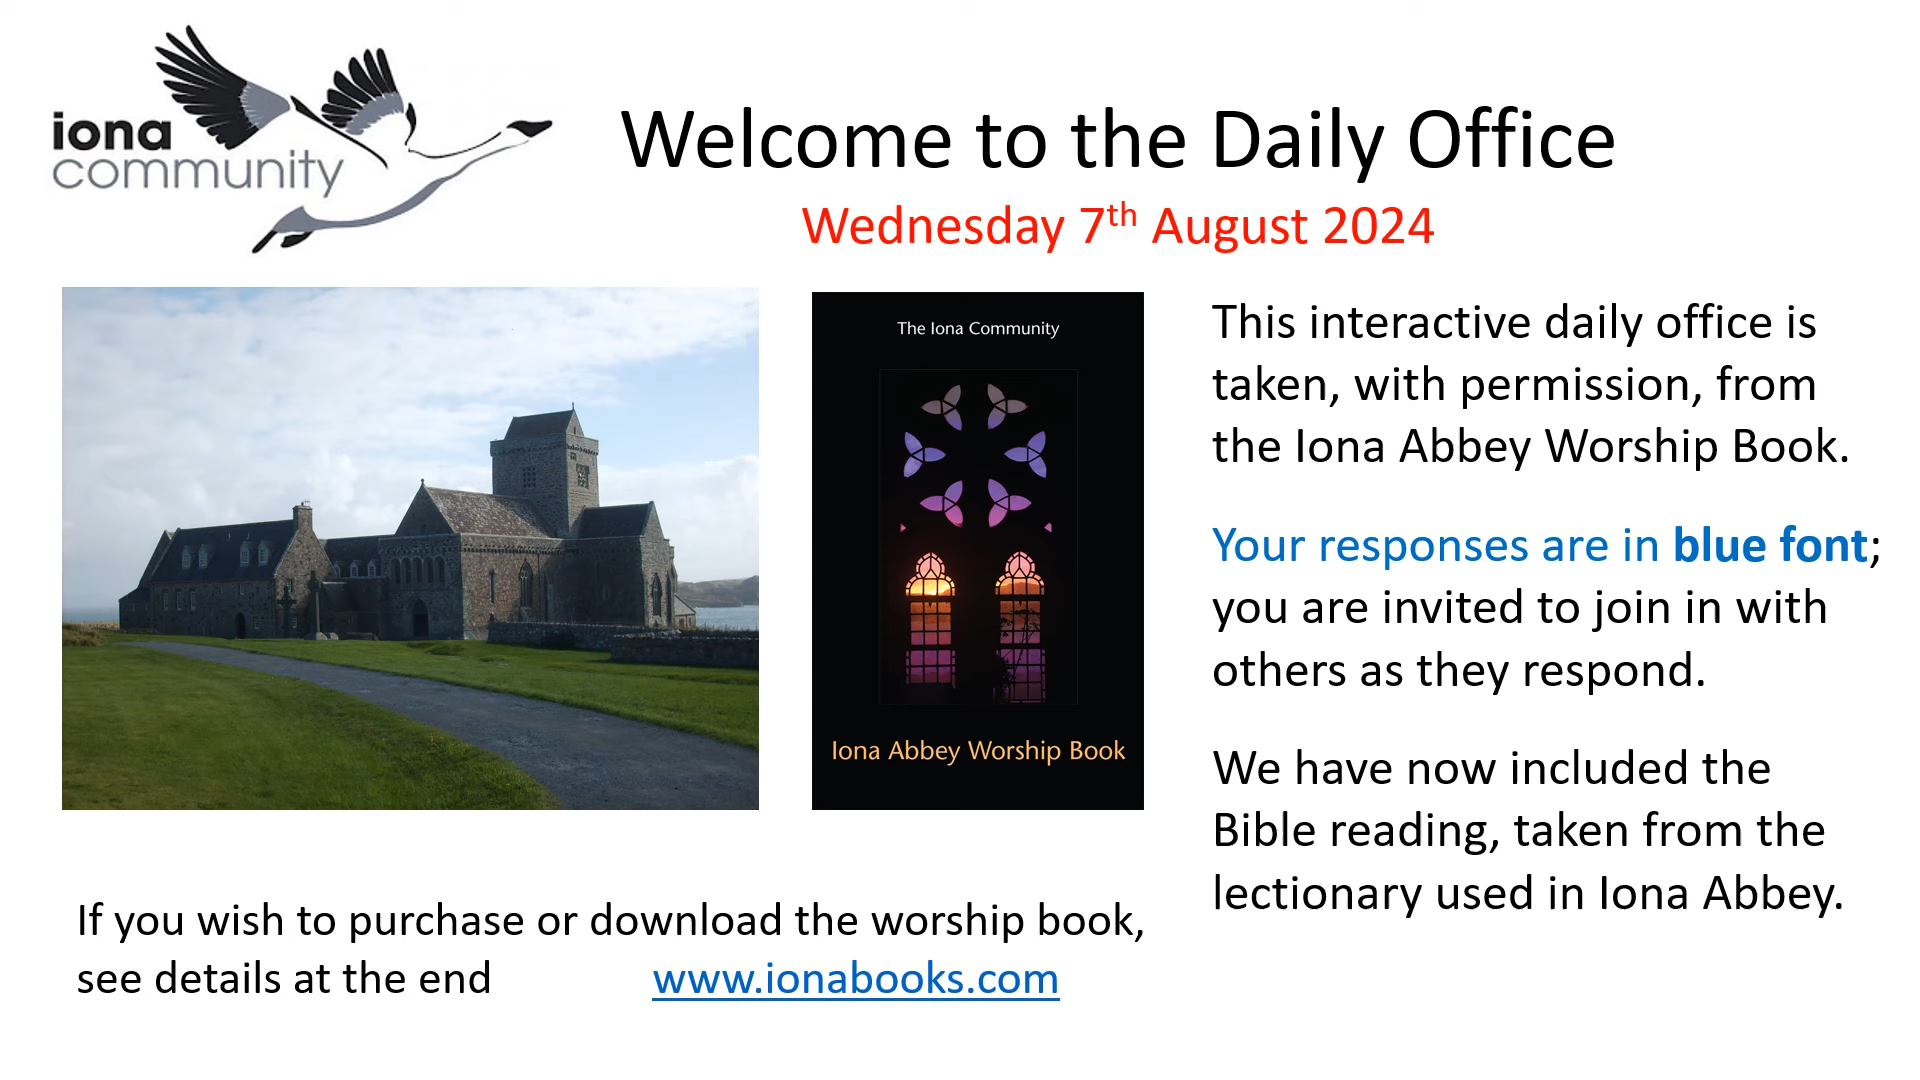 iona
community
Welcome to the Daily Office
Wednesday 7th August 2024
The Iona Community
Iona Abbey Worship Book
This interactive daily office is
taken, with permission, from
the Iona Abbey Worship Book.
Your responses are in blue font;
you are invited to join in with
others as they respond.
We have now included the
Bible reading, taken from the
lectionary used in Iona Abbey.
If you wish to purchase or download the worship book,
see details at the end www.ionabooks.com